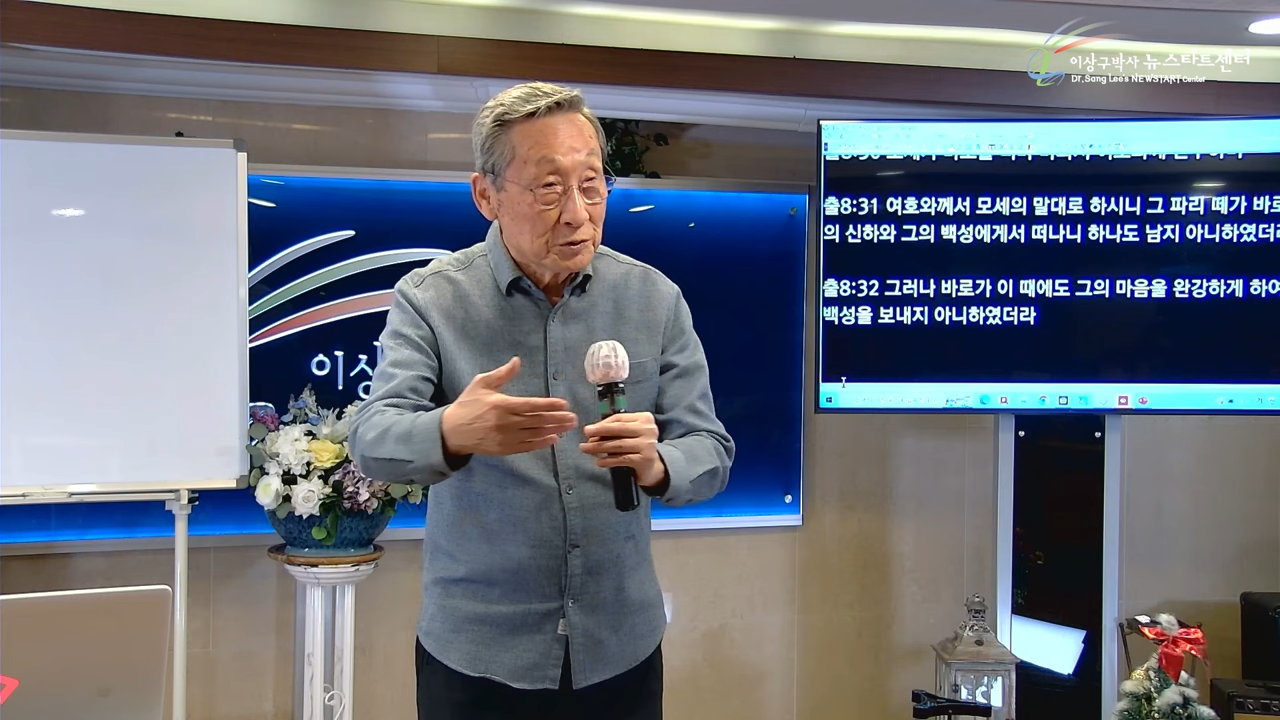 이상구박사 뉴스타트센터
Dr. Sang Lee's NEWSTART Center
출8:31 여호와께서 모세의 말대로 하시니 그 파리 떼가 바로
의 신하와 그의 백성에게서 떠나니 하나도 남지 아니하였더라
출8:32 그러나 바로가 이 때에도 그의 마음을 완강하게 하여
백성을 보내지 아니하였더라
이상